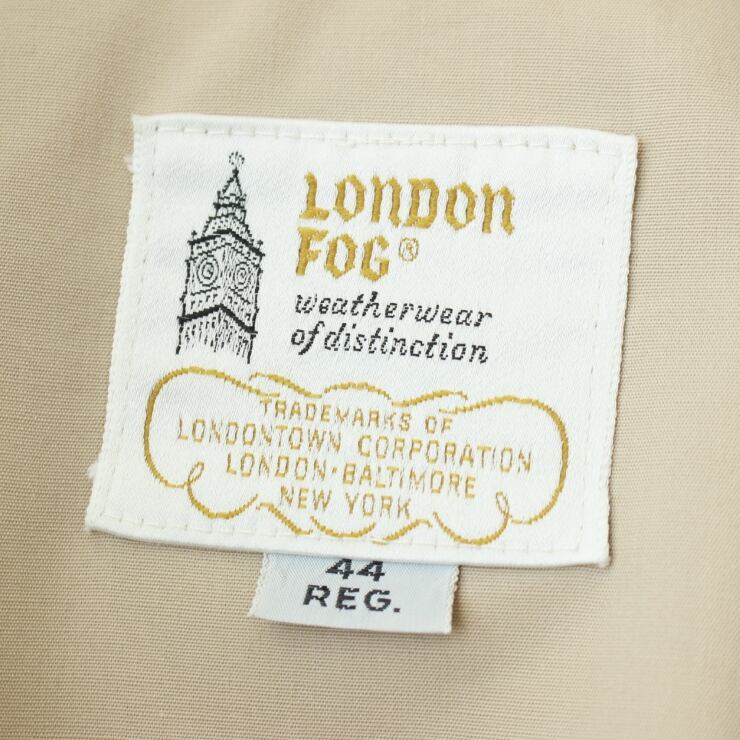 LONDON
FOG®
weatherwear
of distinction
TRADEMARKS OF
LONDONTOWN CORPORATION
LONDON·BALTIMORE
NEW YORK
44
REG.